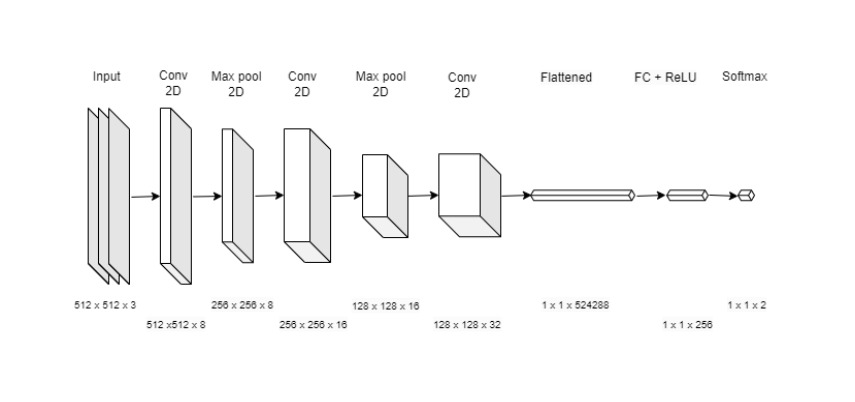 Input
Conv
2D
Max pool
2D
Conv
2D
Max pool
2D
Conv
2D
Flattened
FC + ReLU
Softmax
512 x 512 x 3
512 x512 x 8
256 x 256 x 8
256 x 256 x 16
128 x 128 x 16
128 x 128 x 32
1 x 1 x 524288
1 x 1 x 256
1 x 1 x 2